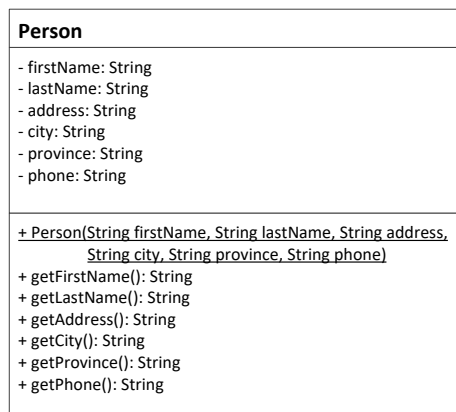 Person
- firstName: String
- lastName: String
- address: String
- city: String
- province: String
- phone: String
+ Person(String firstName, String lastName, String address,
String city, String province, String phone)
+ getFirstName(): String
+ getLastName(): String
+ getAddress(): String
+ getCity(): String
+ getProvince(): String
+ getPhone(): String